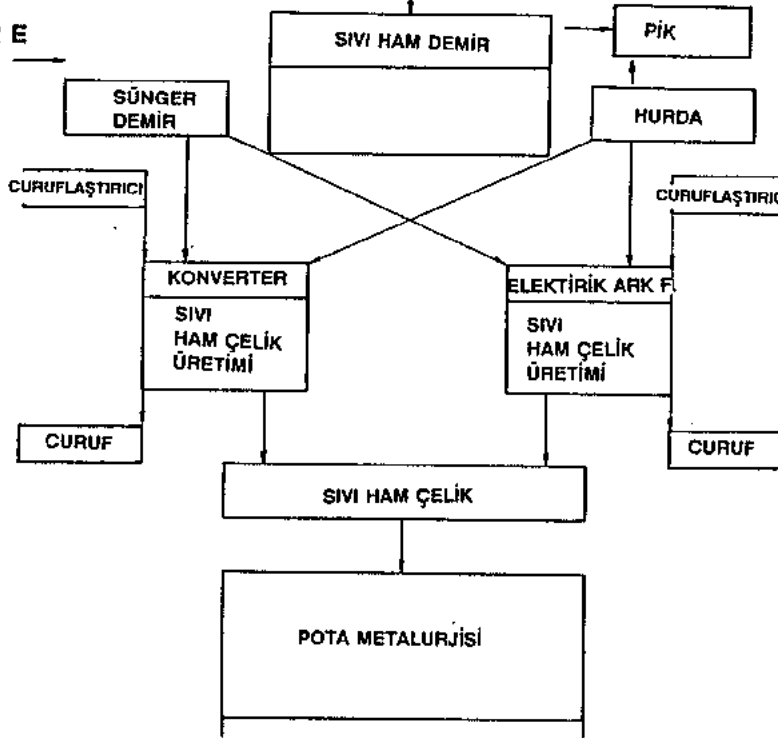 E
SIVI HAM DEMİR
PİK
SÜNGER
DEMİR
HURDA
CURUFLAŞTIRICI
CURUFLAŞTIRIC
KONVERTER
ELEKTİRİK ARK F.
SIVI
HAM ÇELİK
ÜRETİMİ
SIVI
HAM ÇELİK
ÜRETİMİ
CURUF
CURUF
SIVI HAM ÇELİK
POTA METALURJİSİ